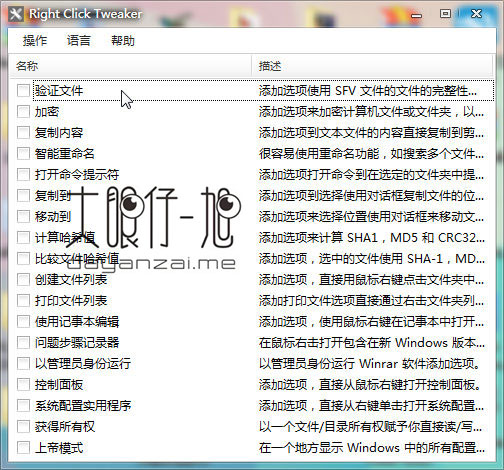 Right Click Tweaker
操作 语言 帮助
名称 描述
验证文件 添加选项使用 SFV 文件的文件的完整性...
加密 添加选项来加密计算机文件或文件夹，以...
复制内容 添加选项到文本文件的内容直接复制到剪...
智能重命名 很容易使用重命名功能，如搜索多个文件...
打开命令提示符 添加选项打开命令到在选定的文件夹中提...
复制到 添加选项到选择使用对话框复制文件的位...
移动到 添加选项来选择位置使用对话框来移动文...
计算哈希值 添加选项来计算 SHA1，MD5 和 CRC32...
比较文件哈希值 添加选项，选中的文件使用 SHA-1，MD...
创建文件列表 添加选项，直接用鼠标右键点击文件夹中...
打印文件列表 添加打印文件选项直接通过右击文件夹列...
使用记事本编辑 添加选项，使用鼠标右键在记事本中打开...
问题步骤记录器 在鼠标右击打开包含在新 Windows 版本...
以管理员身份运行 以管理员身份运行 Winrar 软件添加选项。
控制面板 添加选项，直接从鼠标右键打开控制面板。
系统配置实用程序 添加选项，直接从右键单击打开系统配置...
获得所有权 以一个文件/目录所有权赋予你直接读/写...
上帝模式 在一个地方显示 Windows 中的所有配置...
大眼仔~旭
dayanzai.me